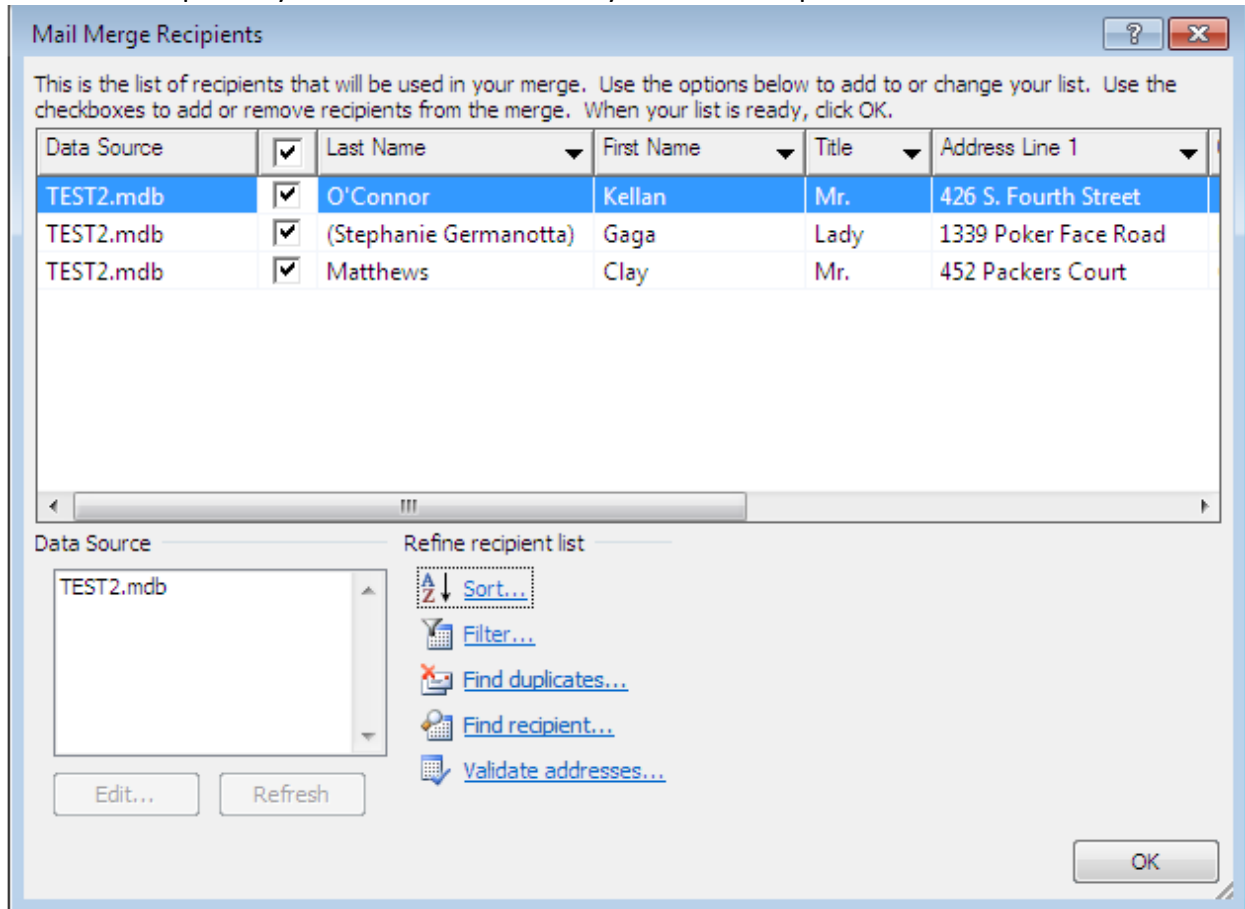 Mail Merge Recipients
This is the list of recipients that will be used in your merge. Use the options below to add to or change your list. Use the
checkboxes to add or remove recipients from the merge. When your list is ready, click OK.
Data Source Last Name First Name Title Address Line 1
TEST2.mdb O'Connor Kellan Mr. 426 S. Fourth Street
TEST2.mdb (Stephanie Germanotta) Gaga Lady 1339 Poker Face Road
TEST2.mdb Matthews Clay Mr. 452 Packers Court
Data Source Refine recipient list
TEST2.mdb
Sort...
Filter...
Find duplicates...
Find recipient...
Validate addresses...
Edit... Refresh
OK